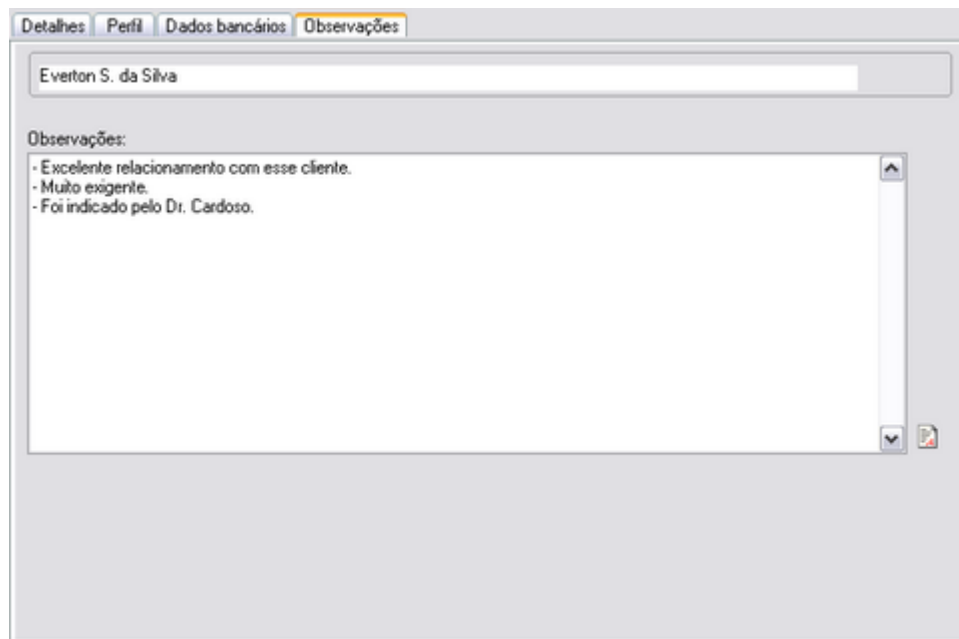 Detalhes Perfil Dados bancários Observações
Everton S. da Silva
Observações:
- Excelente relacionamento com esse cliente.
- Muito exigente.
- Foi indicado pelo Dr. Cardoso.